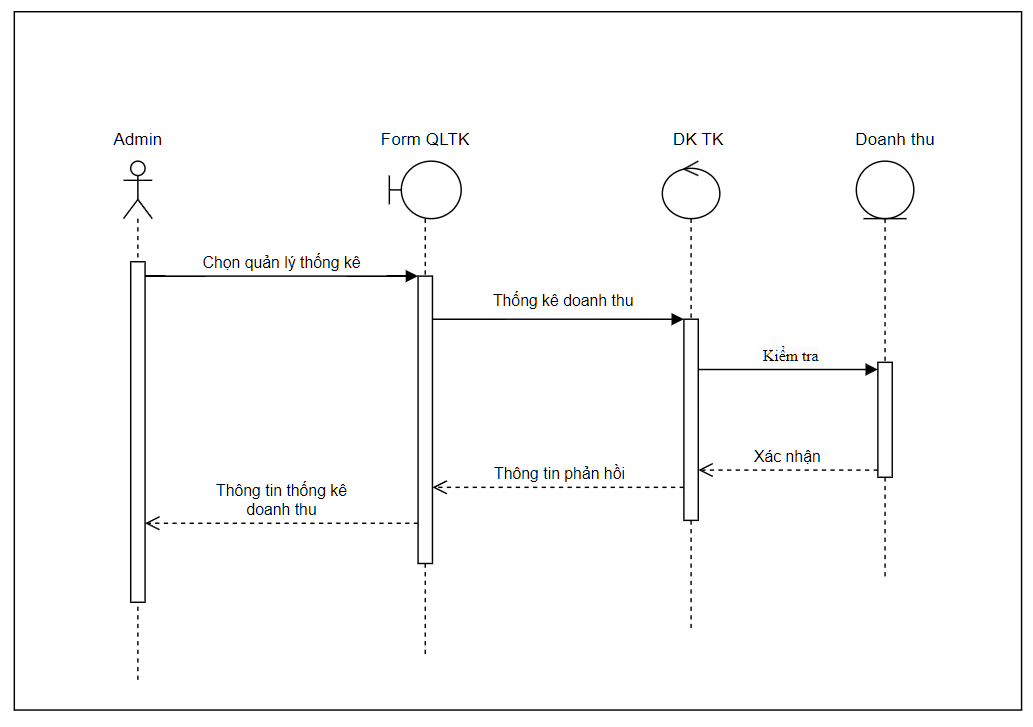 Admin
Form QLTK
DK TK
Doanh thu
Chọn quản lý thống kê
Thống kê doanh thu
Kiểm tra
Xác nhận
Thông tin phản hồi
Thông tin thống kê
doanh thu